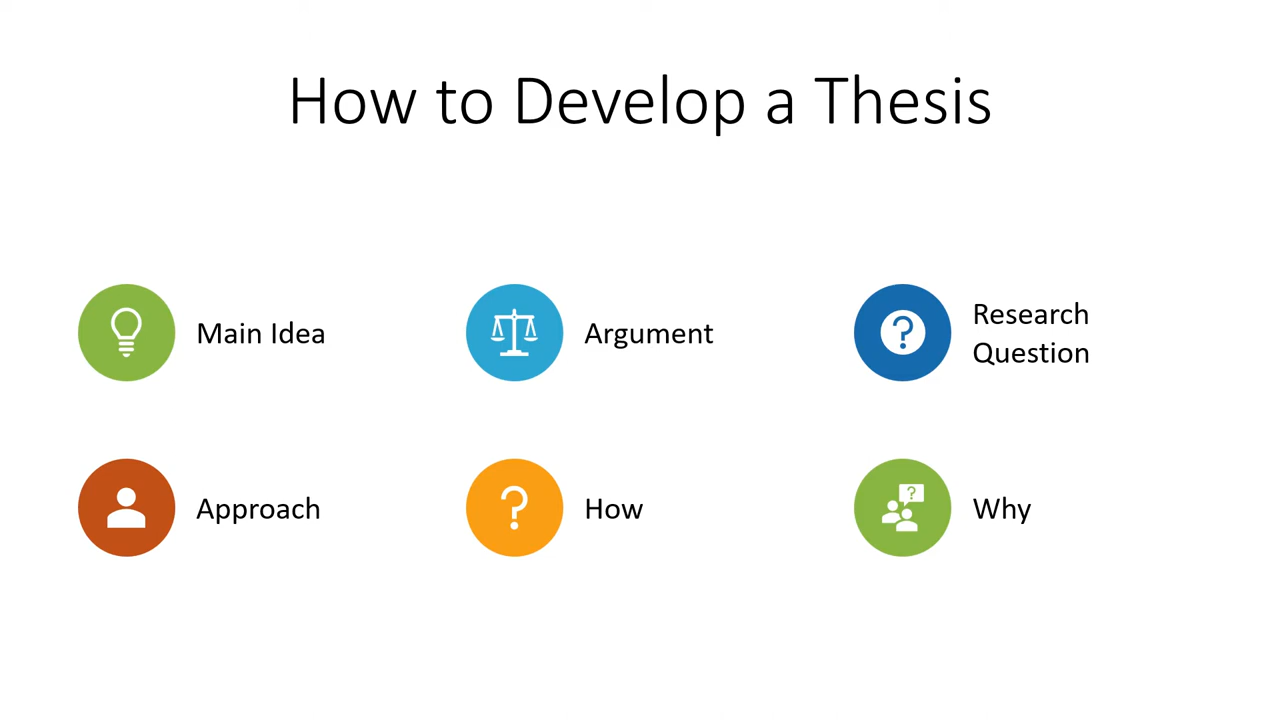 How to Develop a Thesis
Main Idea
Argument
Research
Question
Approach
How
Why